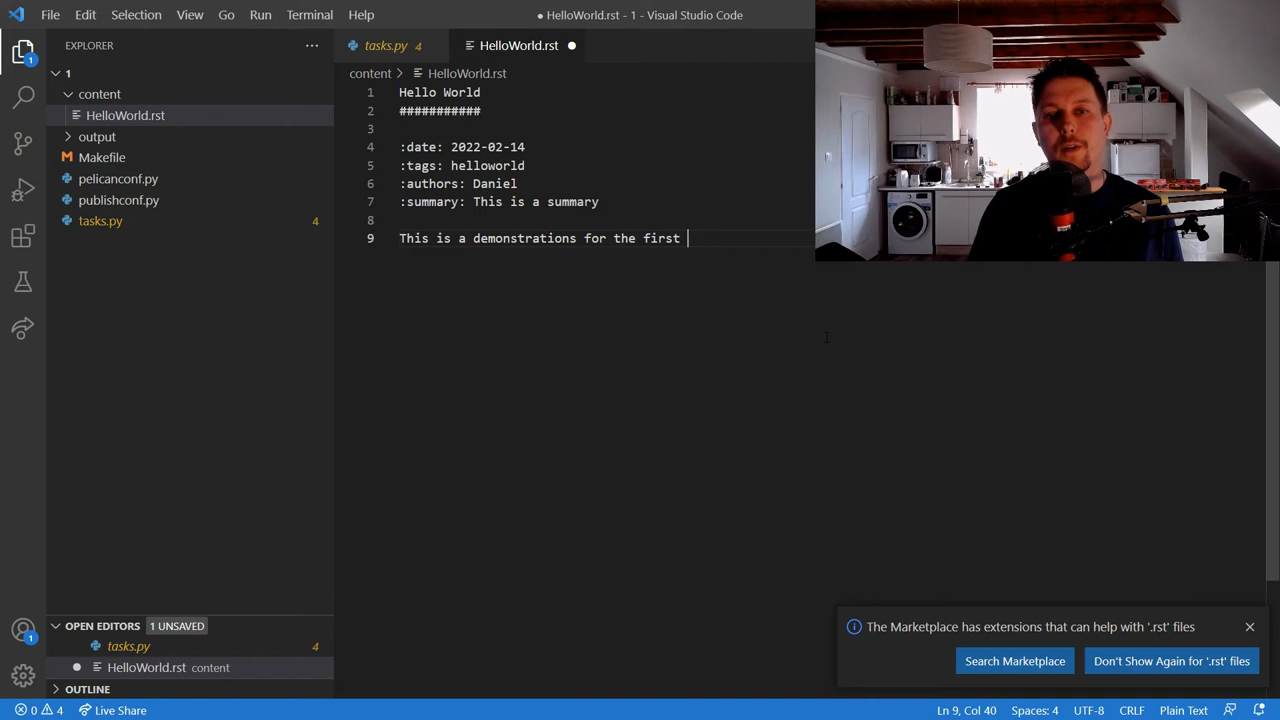 File Edit Selection View Go Run Terminal Help
● HelloWorld.rst - 1 - Visual Studio Code
EXPLORER ...
tasks.py 4
HelloWorld.rst ●
1
content > HelloWorld.rst
content
HelloWorld.rst
output
Makefile
pelicanconf.py
publishconf.py
tasks.py 4
1 Hello World
2 ###########
3
4 :date: 2022-02-14
5 :tags: helloworld
6 :authors: Daniel
7 :summary: This is a summary
8
9 This is a demonstrations for the first
1
OPEN EDITORS 1 UNSAVED
tasks.py 4
● HelloWorld.rst content
OUTLINE
The Marketplace has extensions that can help with '.rst' files
Search Marketplace
Don't Show Again for '.rst' files
1
0 4 Live Share
Ln 9, Col 40 Spaces: 4 UTF-8 CRLF Plain Text